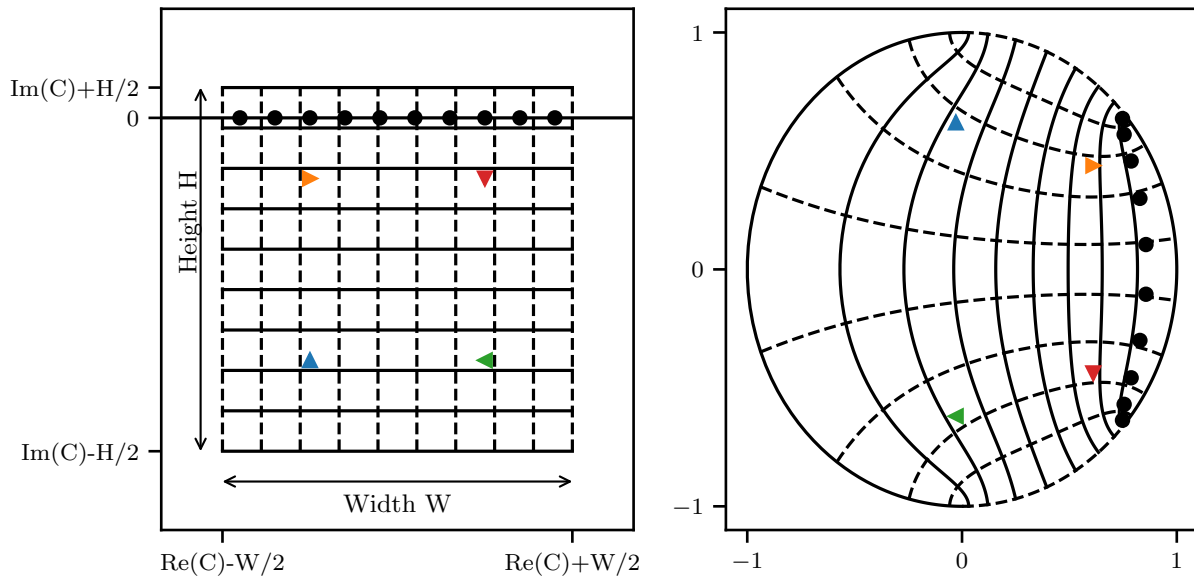 Im(C)+H/2
0
Height H
Im(C)-H/2
Width W
Re(C)-W/2
Re(C)+W/2
1
0
−1
−1
0
1